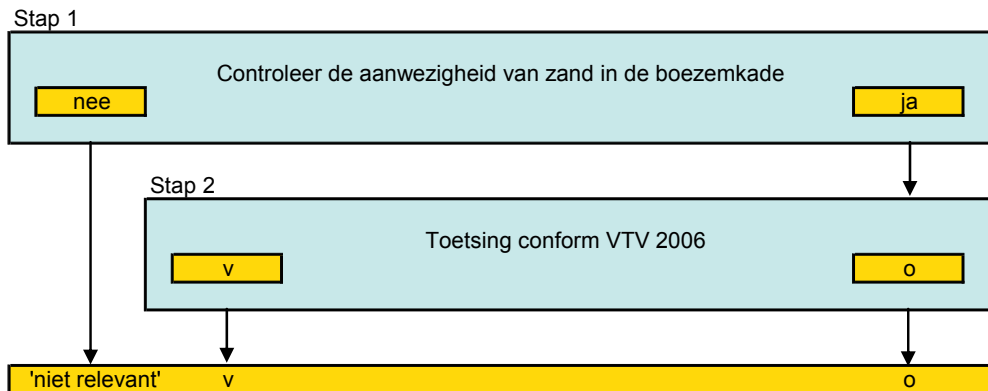 Stap 1
Controleer de aanwezigheid van zand in de boezemkade
nee ja
Stap 2
Toetsing conform VTV 2006
v o
'niet relevant' v o